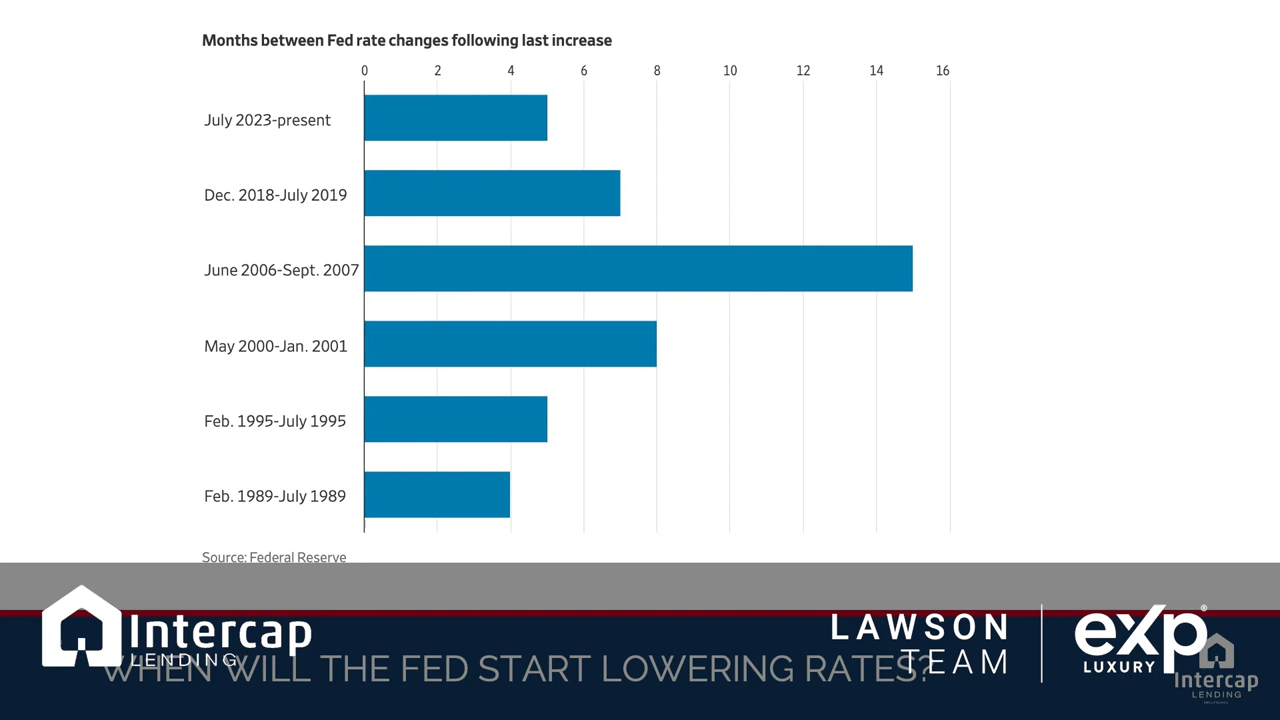 Months between Fed rate changes following last increase
0 2 4 6 8 10 12 14 16
July 2023-present
Dec. 2018-July 2019
June 2006-Sept. 2007
May 2000-Jan. 2001
Feb. 1995-July 1995
Feb. 1989-July 1989
Source: Federal Reserve
Intercap
LENDING
LAWSON
TEAM
eXp®
LUXURY
WHEN WILL THE FED START LOWERING RATES?
Intercap
LENDING